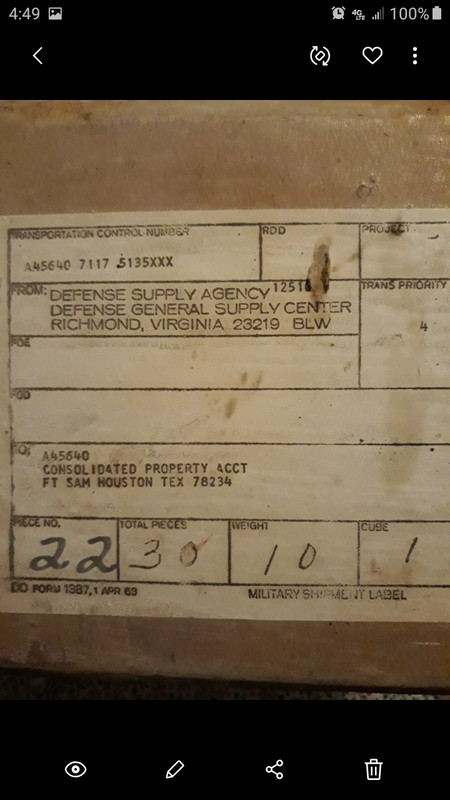 4:49
4G LTE
100%
TRANSPORTATION CONTROL NUMBER
RDD
PROJECT
A45640 7117 5135XXX
FROM: DEFENSE SUPPLY AGENCY
DEFENSE GENERAL SUPPLY CENTER
RICHMOND, VIRGINIA 23219 BLW
TRANS PRIORITY
4
POE
POD
TO: A45640
CONSOLIDATED PROPERTY ACCT
FT SAM HOUSTON TEX 78234
PIECE NO.
TOTAL PIECES
WEIGHT
CUBE
22
30
10
1
DD FORM 1387, 1 APR 63
MILITARY SHIPMENT LABEL